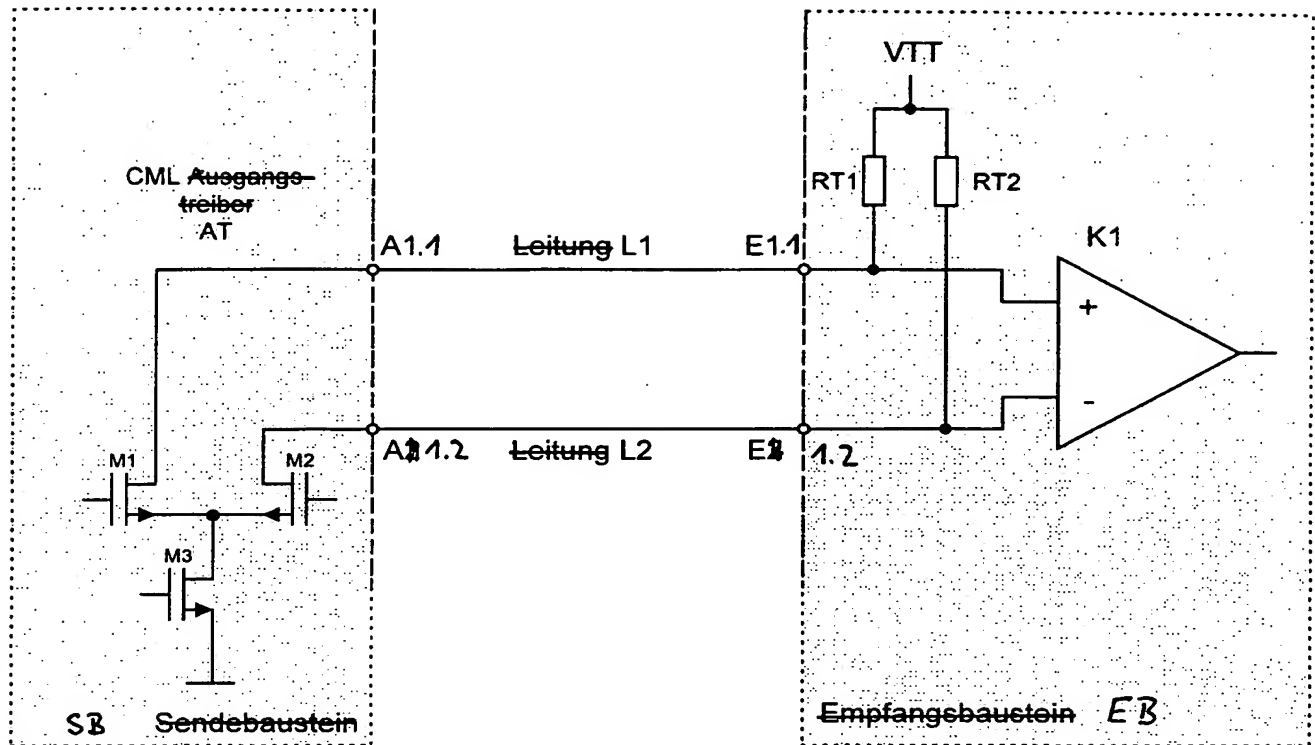 VTT
CML Ausgangs-
treiber
AT
RT1
RT2
A1.1
Leitung L1
E1.1
K1
+
-
A 1.2
Leitung L2
E 1.2
M1
M2
M3
SB Sendebaustein
Empfangsbaustein EB